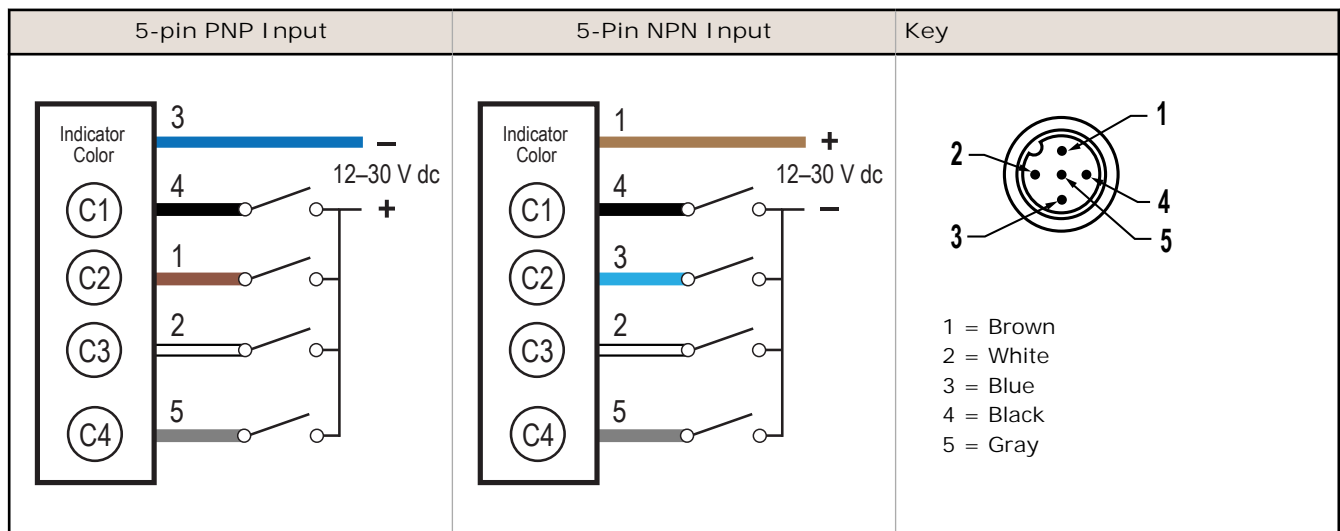 5-pin PNP Input
5-Pin NPN Input
Key
Indicator
Color
3
–
12–30 V dc
C1
4
+
C2
1
C3
2
C4
5
Indicator
Color
1
+
12–30 V dc
C1
4
–
C2
3
C3
2
C4
5
1
2
4
3
5
1 = Brown
2 = White
3 = Blue
4 = Black
5 = Gray